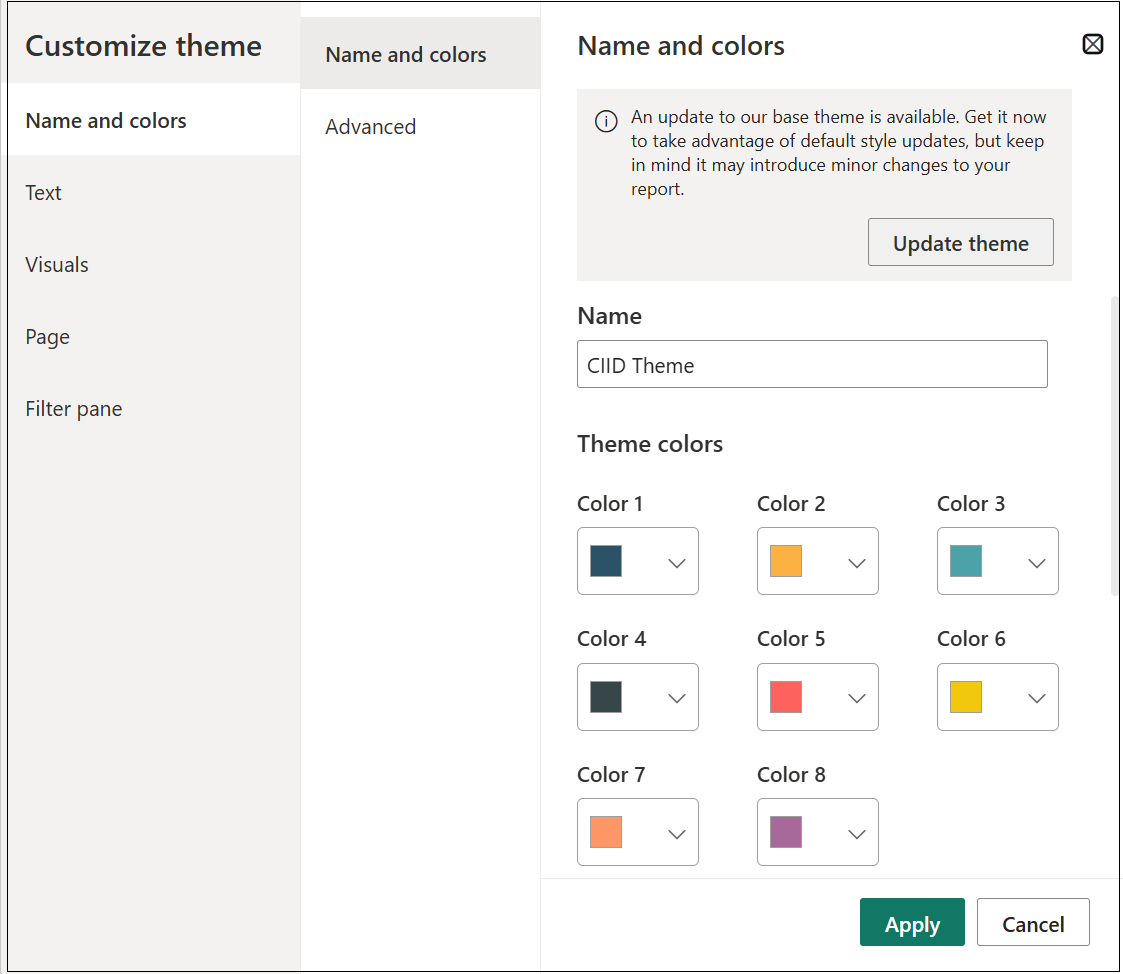 Customize theme
Name and colors
Text
Visuals
Page
Filter pane
Name and colors
Advanced
Name and colors
An update to our base theme is available. Get it now
to take advantage of default style updates, but keep
in mind it may introduce minor changes to your
report.
Update theme
Name
CIID Theme
Theme colors
Color 1
Color 2
Color 3
Color 4
Color 5
Color 6
Color 7
Color 8
Apply
Cancel